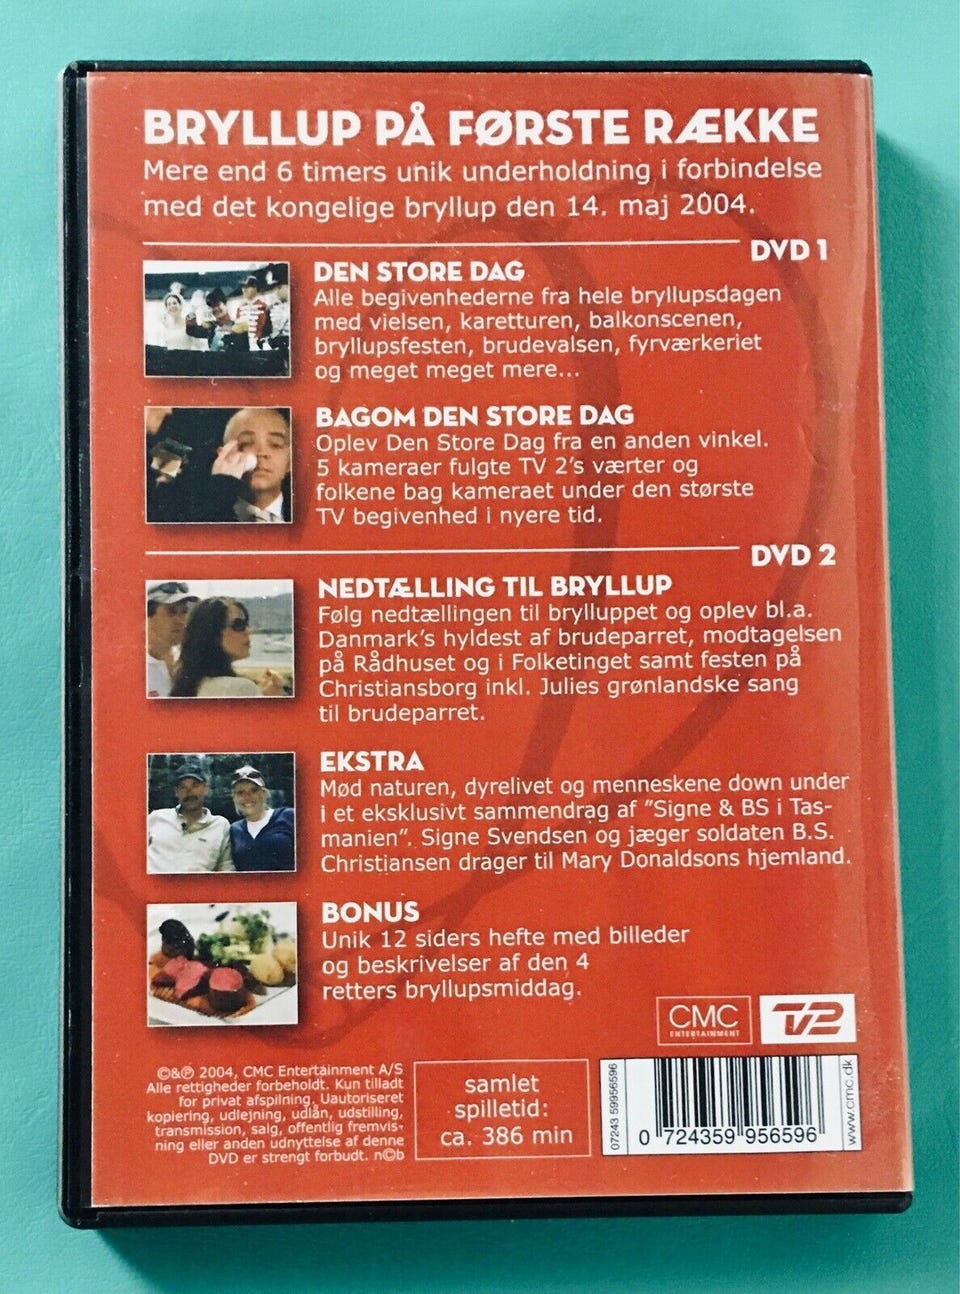 BRYLLUP PÅ FØRSTE RÆKKE
Mere end 6 timers unik underholdning i forbindelse
med det kongelige bryllup den 14. maj 2004.
DVD 1
DEN STORE DAG
Alle begivenhederne fra hele bryllupsdagen
med vielsen, karetturen, balkonscenen,
bryllupsfesten, brudevalsen, fyrværkeriet
og meget meget mere...
BAGOM DEN STORE DAG
Oplev Den Store Dag fra en anden vinkel.
5 kameraer fulgte TV 2's værter og
folkene bag kameraet under den største
TV begivenhed i nyere tid.
DVD 2
NEDTÆLLING TIL BRYLLUP
Følg nedtællingen til brylluppet og oplev bl.a.
Danmark's hyldest af brudeparret, modtagelsen
på Rådhuset og i Folketinget samt festen på
Christiansborg inkl. Julies grønlandske sang
til brudeparret.
EKSTRA
Mød naturen, dyrelivet og menneskene down under
i et eksklusivt sammendrag af "Signe & BS i Tas-
manien". Signe Svendsen og jæger soldaten B.S.
Christiansen drager til Mary Donaldsons hjemland.
BONUS
Unik 12 siders hefte med billeder
og beskrivelser af den 4
retters bryllupsmiddag.
CMC
ENTERTAINMENT
TV2
©&℗ 2004, CMC Entertainment A/S
Alle rettigheder forbeholdt. Kun tilladt
for privat afspilning. Uautoriseret
kopiering, udlejning, udlån, udstilling,
transmission, salg, offentlig fremvis-
ning eller anden udnyttelse af denne
DVD er strengt forbudt. n©b
samlet
spilletid:
ca. 386 min
07243 59956596
0 724359 956596
www.cmc.dk